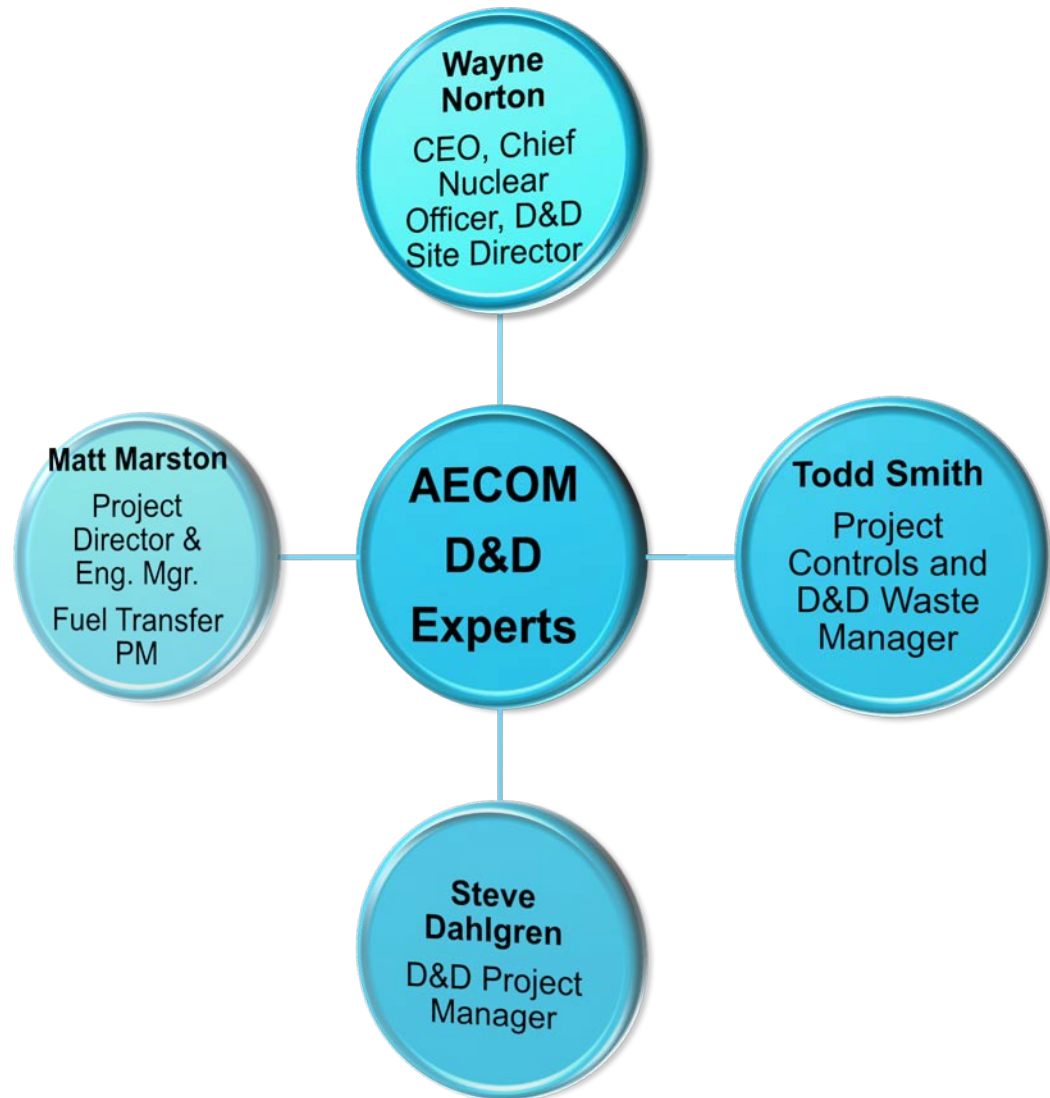 Wayne
Norton
CEO, Chief
Nuclear
Officer, D&D
Site Director
Matt Marston
Project
Director &
Eng. Mgr.
Fuel Transfer
PM
AECOM
D&D
Experts
Todd Smith
Project
Controls and
D&D Waste
Manager
Steve
Dahlgren
D&D Project
Manager